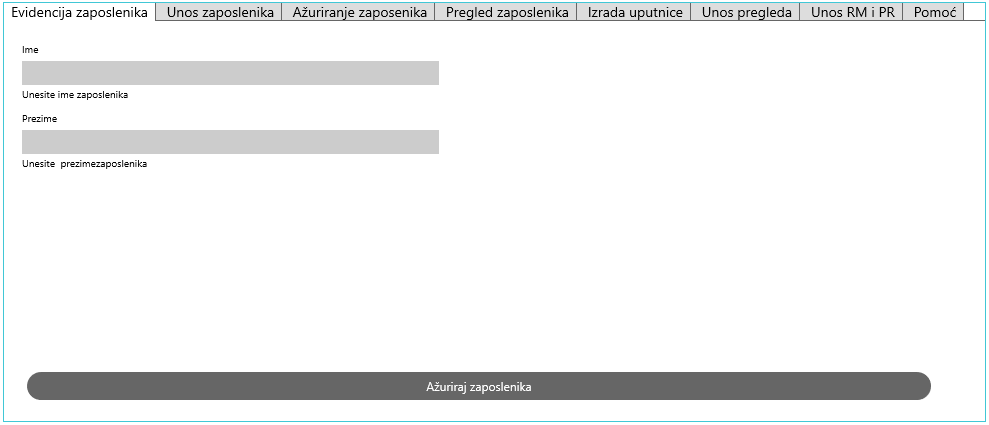 Evidencija zaposlenika Unos zaposlenika Ažuriranje zaposenika Pregled zaposlenika Izrada uputnice Unos pregleda Unos RM i PR Pomoć
Ime
Unesite ime zaposlenika
Prezime
Unesite  prezimezaposlenika
Ažuriraj zaposlenika